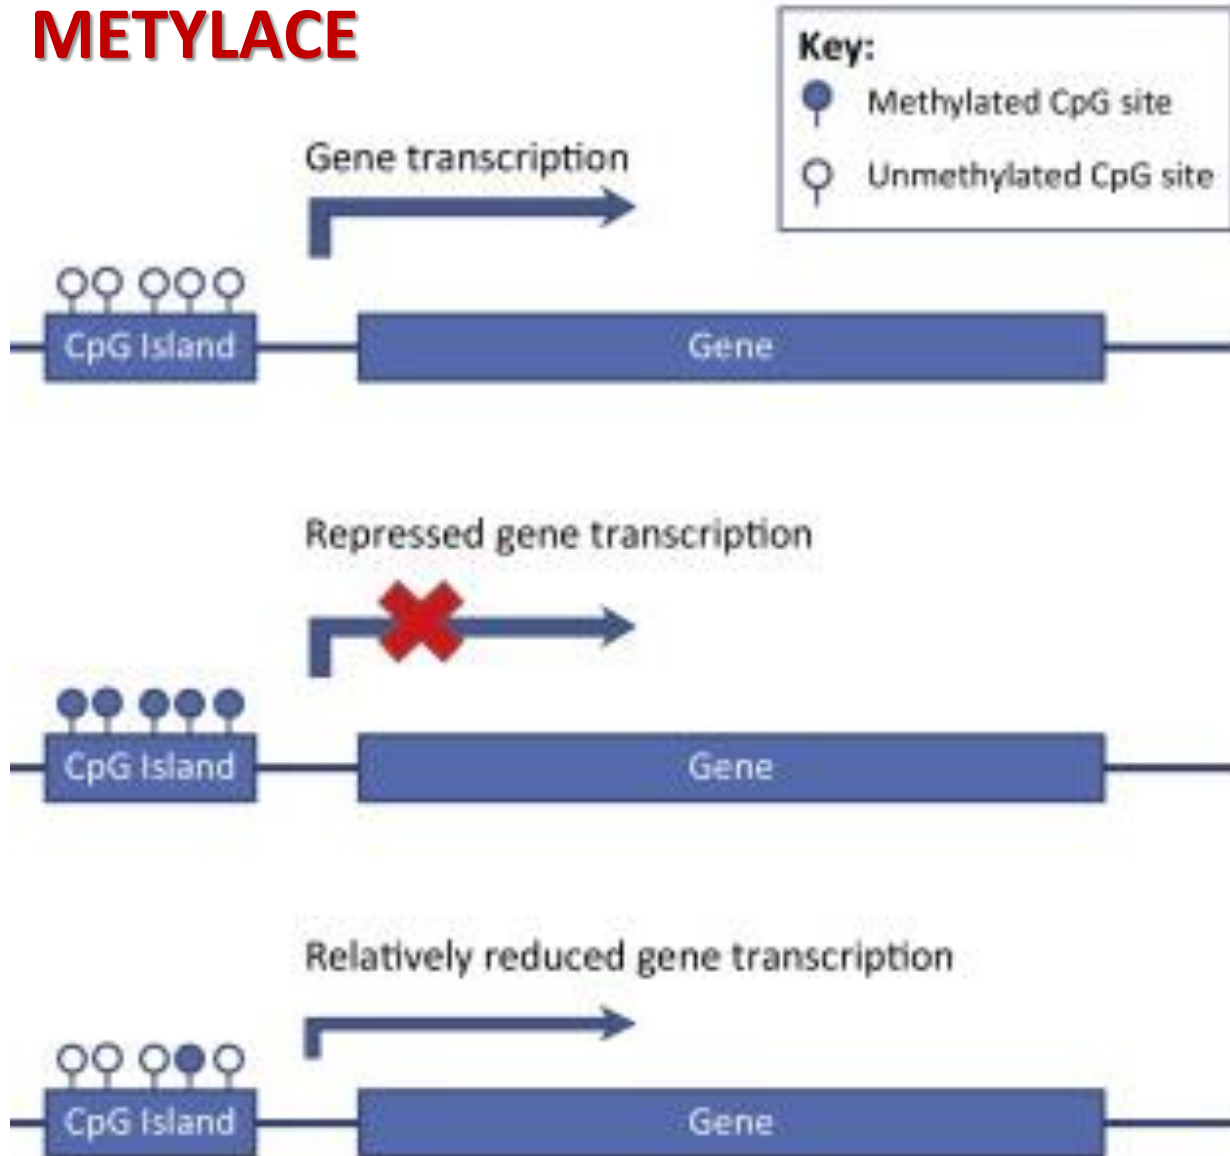 METYLACE
Key:
Methylated CpG site
Unmethylated CpG site
Gene transcription
CpG Island
Gene
Repressed gene transcription
CpG Island
Gene
Relatively reduced gene transcription
CpG Island
Gene